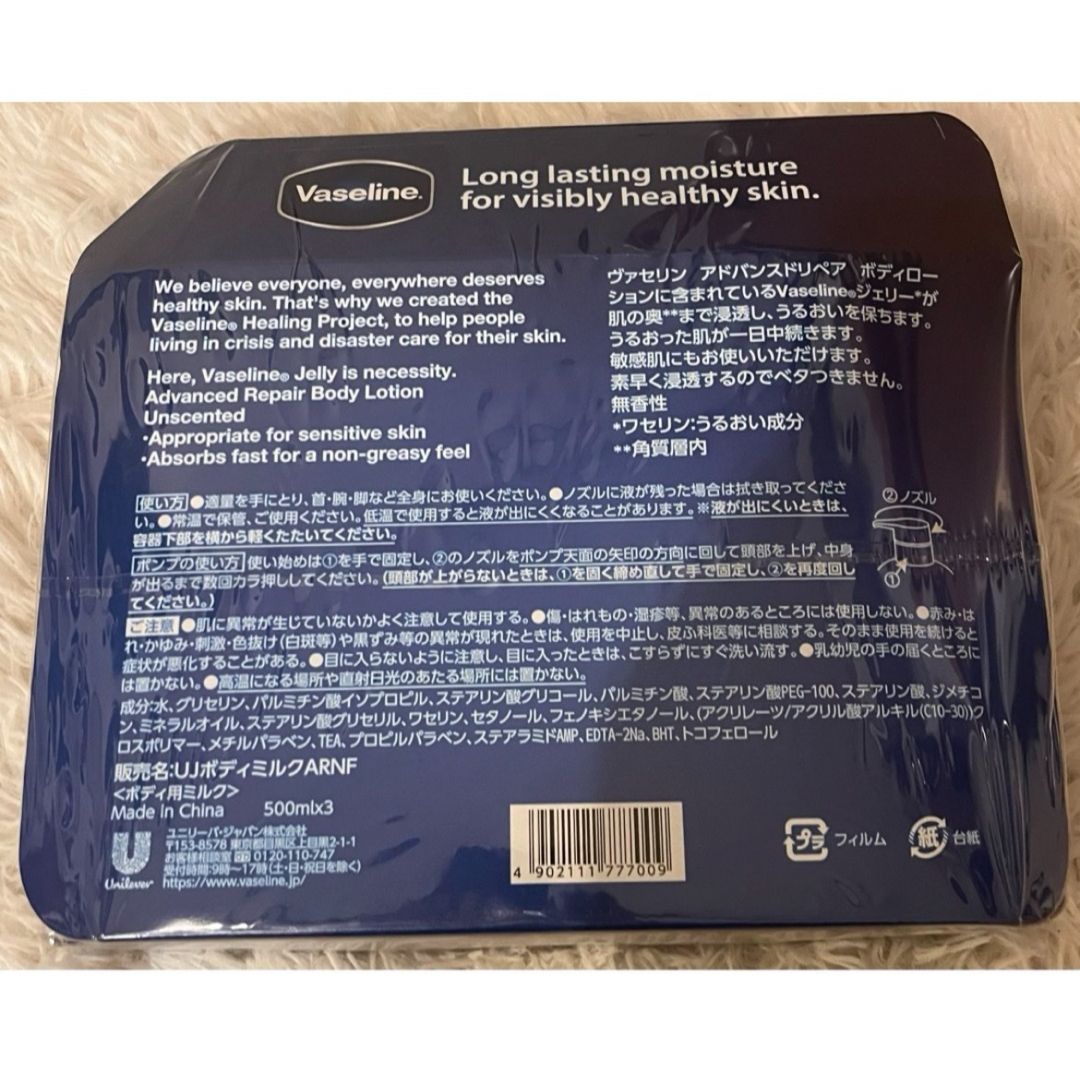 Vaseline.
Long lasting moisture
for visibly healthy skin.
We believe everyone, everywhere deserves
healthy skin. That's why we created the
Vaseline® Healing Project, to help people
living in crisis and disaster care for their skin.
Here, Vaseline® Jelly is necessity.
Advanced Repair Body Lotion
Unscented
•Appropriate for sensitive skin
•Absorbs fast for a non-greasy feel
ヴァセリン アドバンスドリペア ボディロー
ションに含まれているVaseline®ジェリー*が
肌の奥**まで浸透し、うるおいを保ちます。
うるおった肌が一日中続きます。
敏感肌にもお使いいただけます。
素早く浸透するのでベタつきません。
無香性
*ワセリン:うるおい成分
**角質層内
使い方 ●適量を手にとり、首・腕・脚など全身にお使いください。●ノズルに液が残った場合は拭き取ってくださ
い。●常温で保管、ご使用ください。低温で使用すると液が出にくくなることがあります。※液が出にくいときは、
容器下部を横から軽くたたいてください。
ポンプの使い方 使い始めは①を手で固定し、②のノズルをポンプ天面の矢印の方向に回して頭部を上げ、中身
が出るまで数回カラ押ししてください。(頭部が上がらないときは、①を固く締め直して手で固定し、②を再度回し
てください。)
②ノズル
①
ご注意 ●肌に異常が生じていないかよく注意して使用する。●傷・はれもの・湿疹等、異常のあるところには使用しない。●赤み・は
れ・かゆみ・刺激・色抜け(白斑等)や黒ずみ等の異常が現れたときは、使用を中止し、皮ふ科医等に相談する。そのまま使用を続けると
症状が悪化することがある。●目に入らないように注意し、目に入ったときは、こすらずにすぐ洗い流す。●乳幼児の手の届くところに
は置かない。●高温になる場所や直射日光のあたる場所には置かない。
成分:水、グリセリン、パルミチン酸イソプロピル、ステアリン酸グリコール、パルミチン酸、ステアリン酸PEG-100、ステアリン酸、ジメチコ
ン、ミネラルオイル、ステアリン酸グリセリル、ワセリン、セタノール、フェノキシエタノール、(アクリレーツ/アクリル酸アルキル(C10-30))ク
ロスポリマー、メチルパラベン、TEA、プロピルパラベン、ステアラミドAMP、EDTA-2Na、BHT、トコフェロール
販売名:UJボディミルクARNF
<ボディ用ミルク>
Made in China 500ml×3
Unilever
ユニリーバ・ジャパン株式会社
〒153-8578 東京都目黒区上目黒2-1-1
お客様相談室 0120-110-747
受付時間:9時〜17時(土・日・祝日を除く)
https://www.vaseline.jp/
4 902111 777009
プラ フィルム
紙 台紙